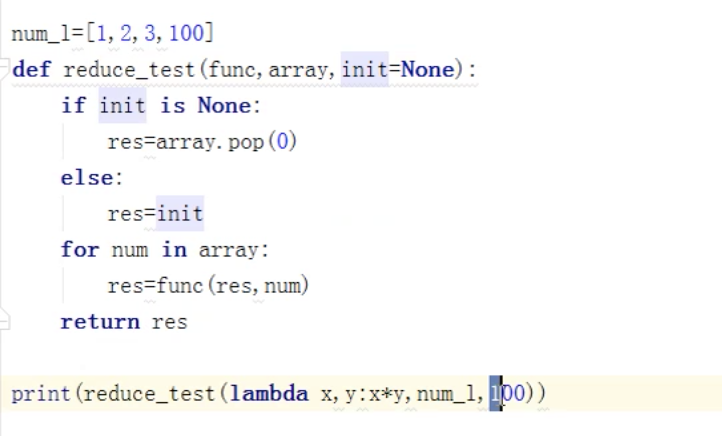 num_l=[1,2,3,100]
def reduce_test(func,array,init=None):
    if init is None:
        res=array.pop(0)
    else:
        res=init
    for num in array:
        res=func(res,num)
    return res
print(reduce_test(lambda x,y:x*y,num_l,100))